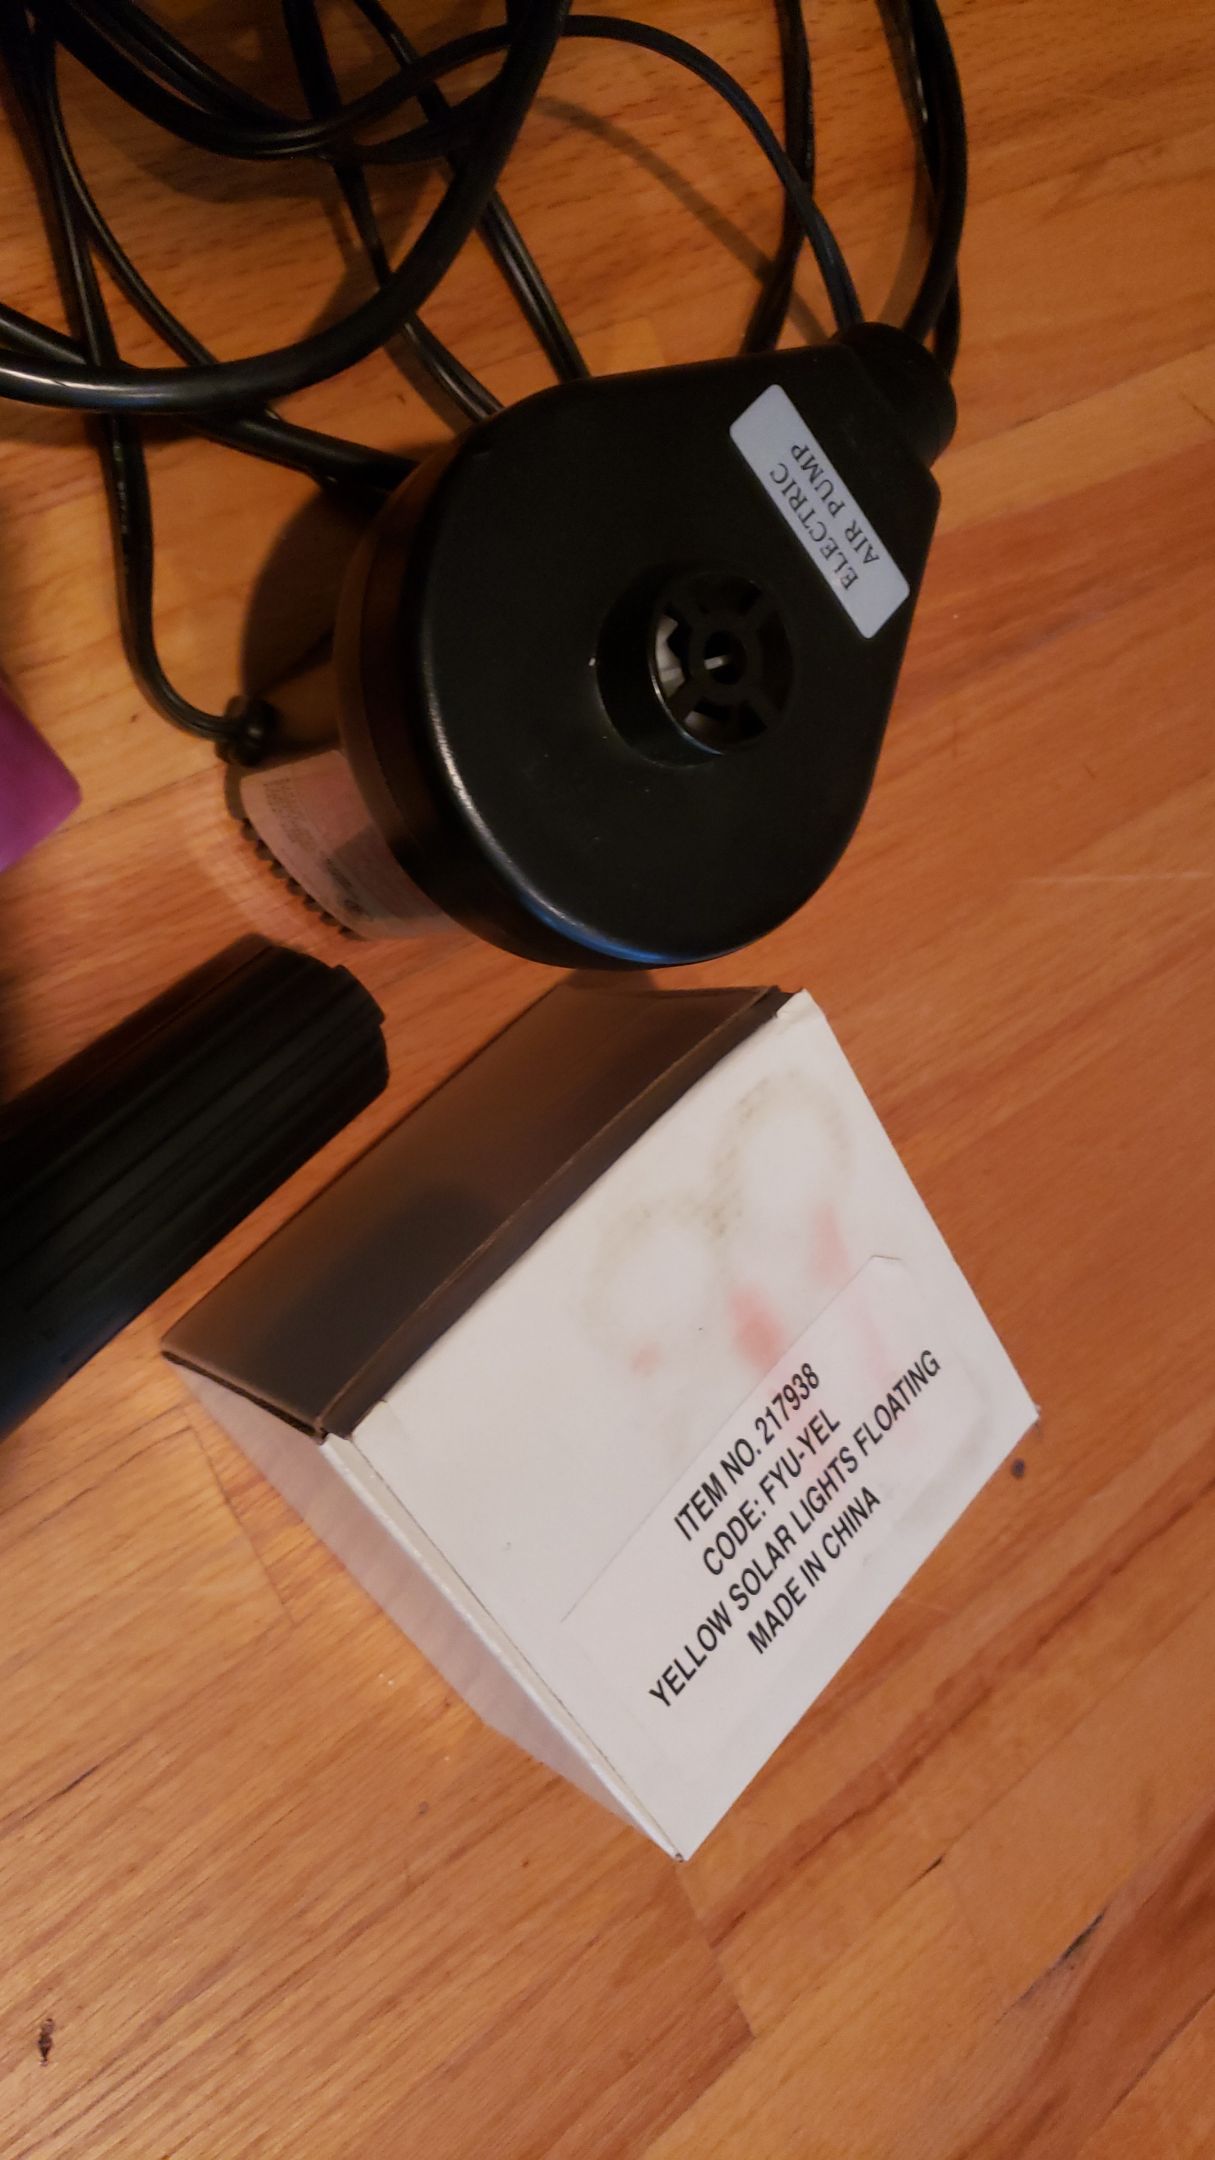 ELECTRIC
AIR PUMP
ITEM NO. 217938
CODE: FYU-YEL
YELLOW SOLAR LIGHTS FLOATING
MADE IN CHINA